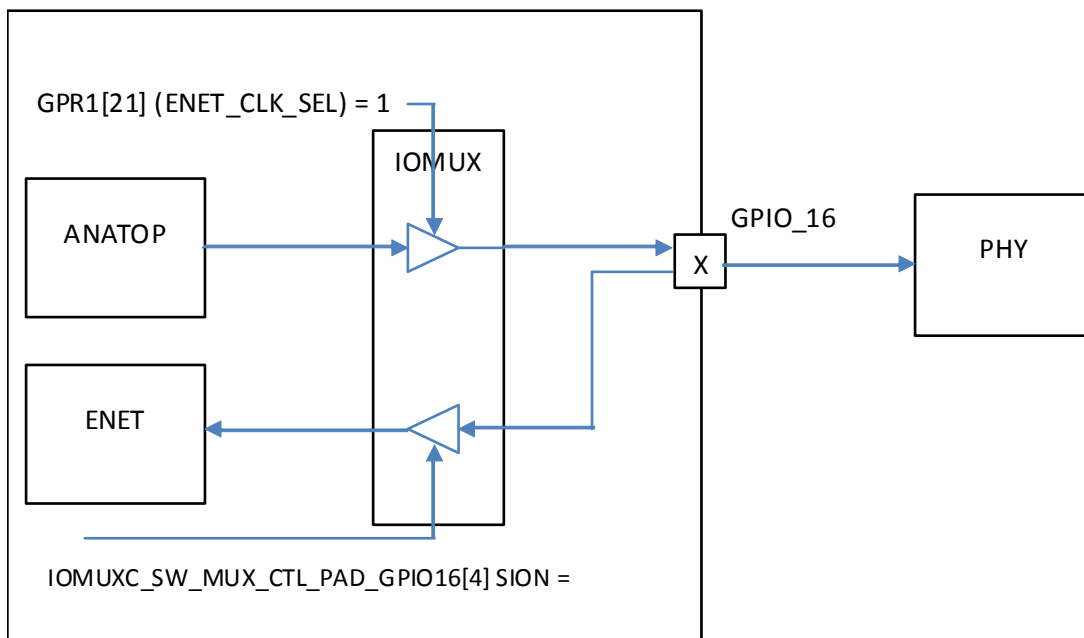 GPR1[21] (ENET_CLK_SEL) = 1
IOMUX
ANATOP
GPIO_16
PHY
X
ENET
IOMUXC_SW_MUX_CTL_PAD_GPIO16[4] SION =